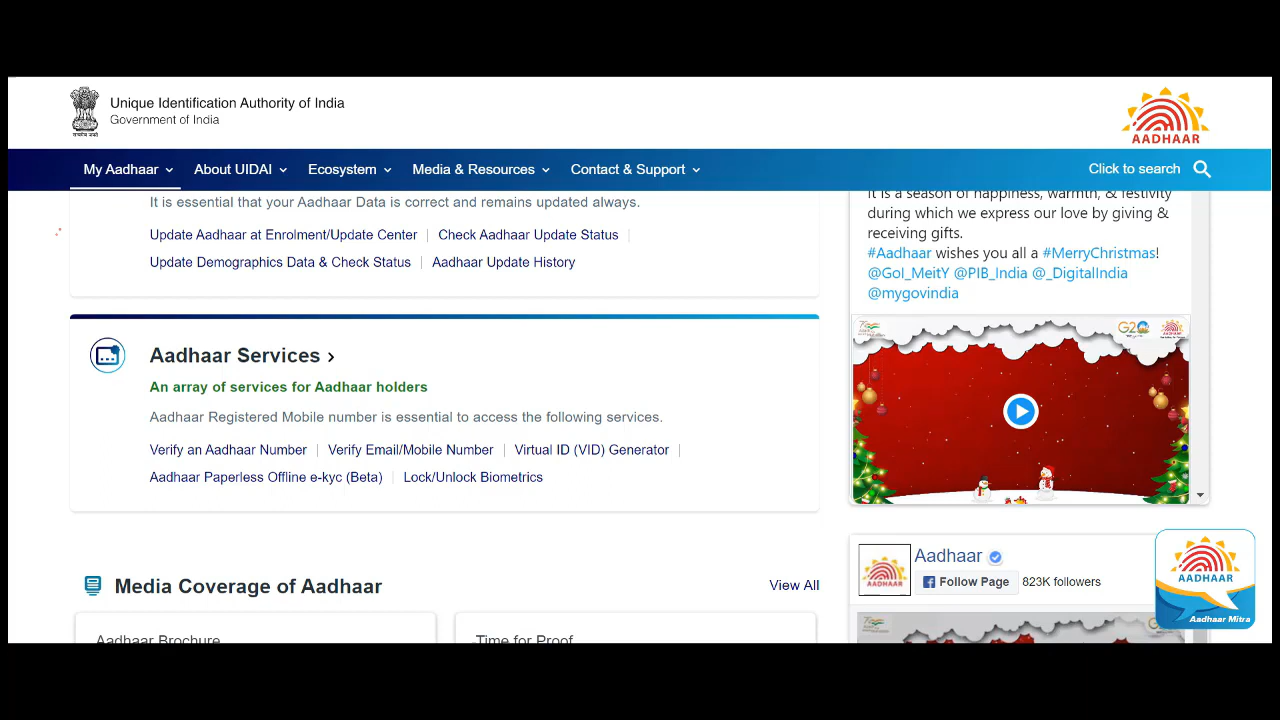 Unique Identification Authority of India
Government of India
AADHAAR
My Aadhaar
About UIDAI
Ecosystem
Media & Resources
Contact & Support
Click to search
It is essential that your Aadhaar Data is correct and remains updated always.
Update Aadhaar at Enrolment/Update Center
Check Aadhaar Update Status
Update Demographics Data & Check Status
Aadhaar Update History
Aadhaar Services
An array of services for Aadhaar holders
Aadhaar Registered Mobile number is essential to access the following services.
Verify an Aadhaar Number
Verify Email/Mobile Number
Virtual ID (VID) Generator
Aadhaar Paperless Offline e-kyc (Beta)
Lock/Unlock Biometrics
Media Coverage of Aadhaar
View All
Aadhaar Brochure
Time for Proof
It is a season of happiness, warmth, & festivity
during which we express our love by giving &
receiving gifts.
#Aadhaar wishes you all a #MerryChristmas!
@GoI_MeitY @PIB_India @_DigitalIndia
@mygovindia
G20
Aadhaar
Follow Page
823K followers
AADHAAR
AADHAAR
Aadhaar Mitra